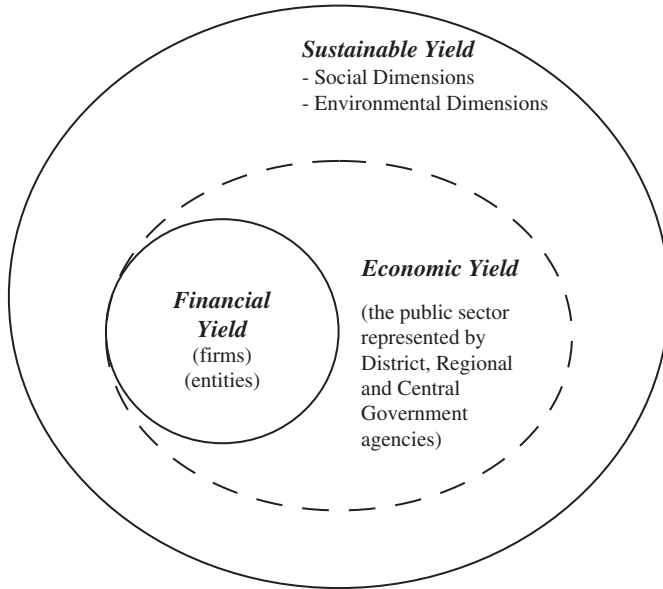 Sustainable Yield
- Social Dimensions
- Environmental Dimensions
Economic Yield
(the public sector
represented by
District, Regional
and Central
Government
agencies)
Financial
Yield
(firms)
(entities)